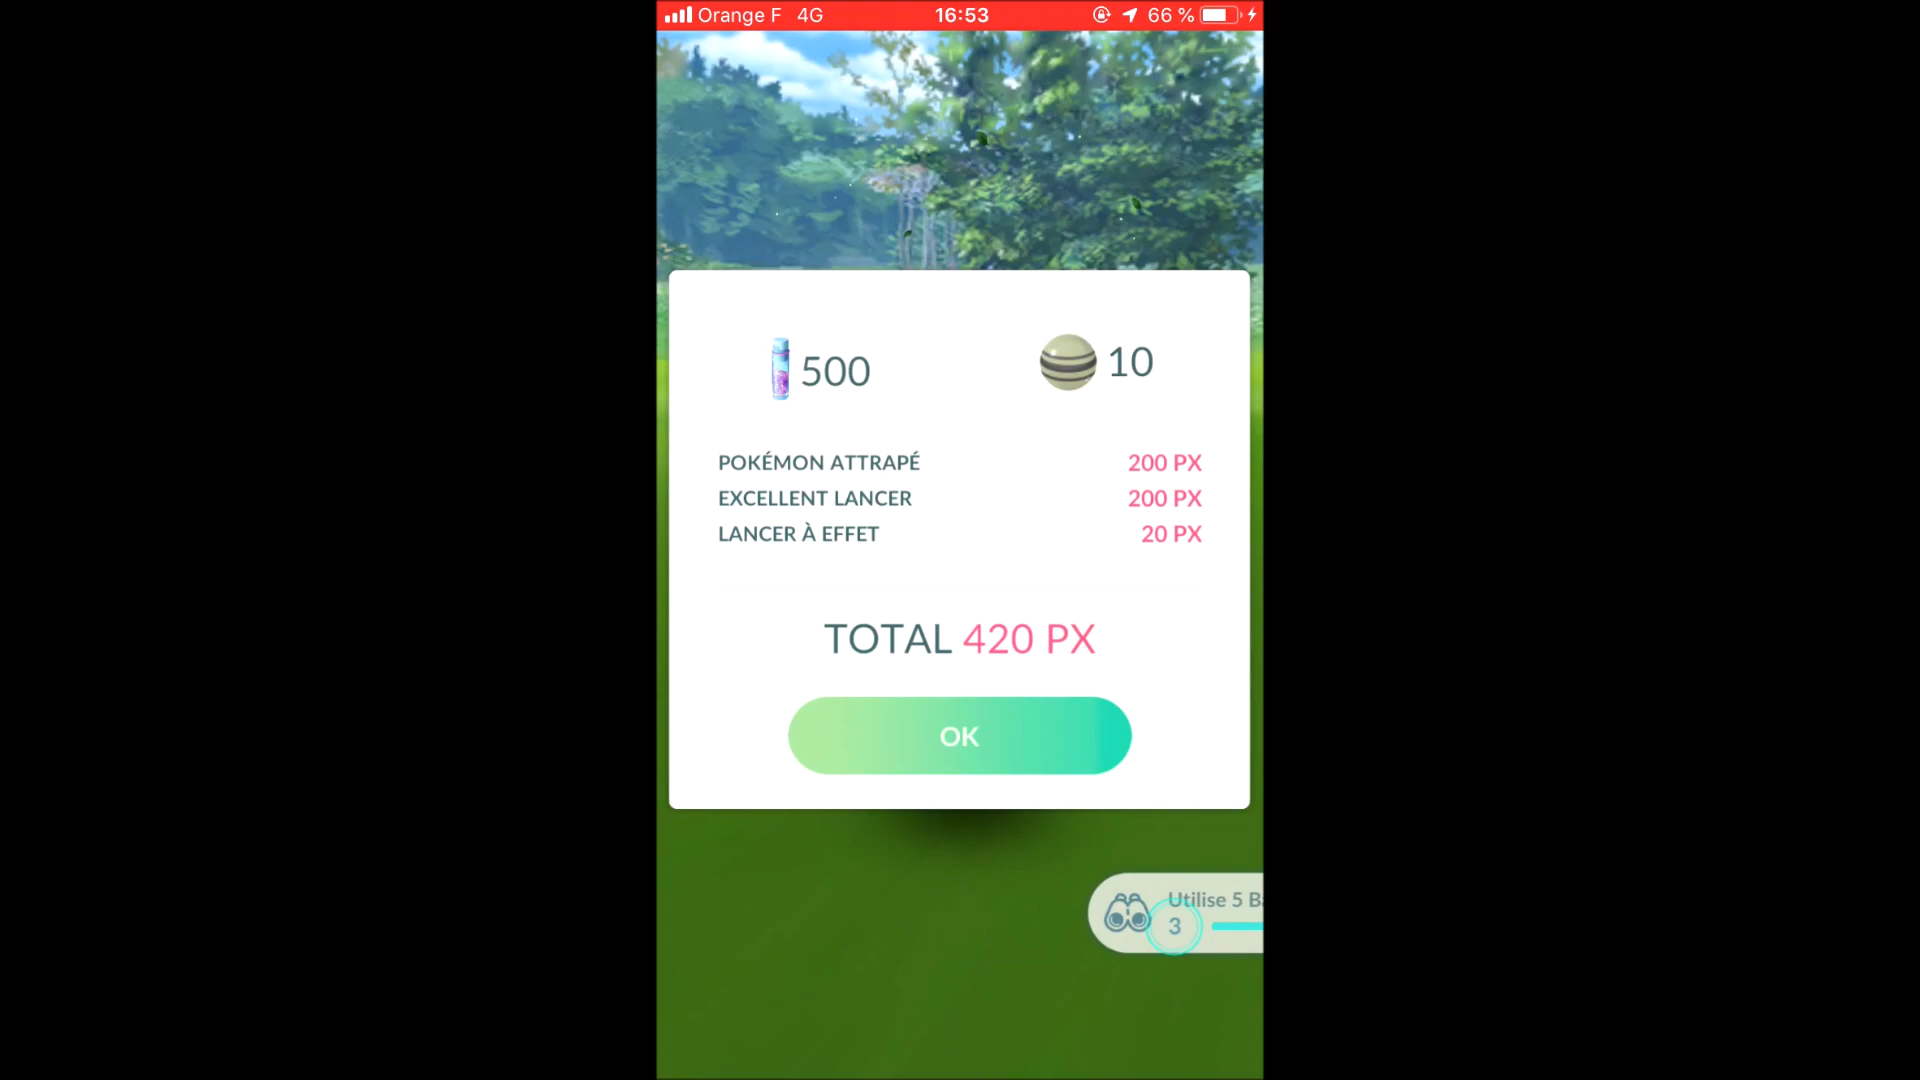 Orange F 4G 16:53 66 %
500 10
POKÉMON ATTRAPÉ 200 PX
EXCELLENT LANCER 200 PX
LANCER À EFFET 20 PX
TOTAL 420 PX
OK
Utilise 5
3